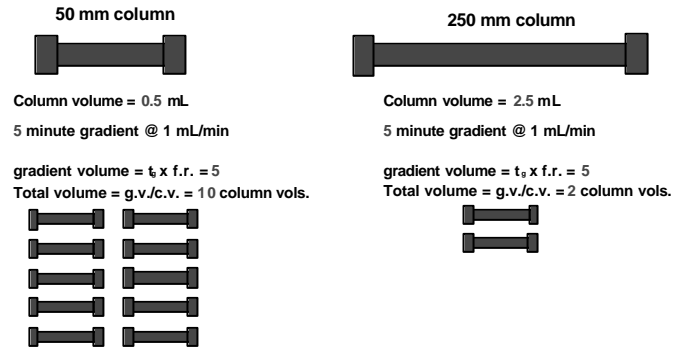 50 mm column
Column volume = 0.5 mL
5 minute gradient @ 1 mL/min
gradient volume = tg x f.r. = 5
Total volume = g.v./c.v. = 10 column vols.
250 mm column
Column volume = 2.5 mL
5 minute gradient @ 1 mL/min
gradient volume = tg x f.r. = 5
Total volume = g.v./c.v. = 2 column vols.